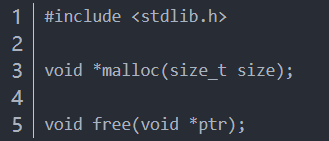 1 #include <stdlib.h>
2
3 void *malloc(size_t size);
4
5 void free(void *ptr);